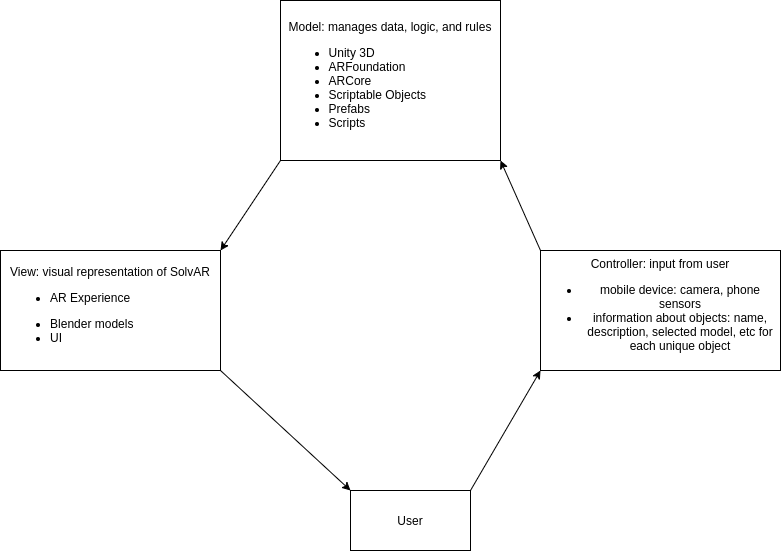 Model: manages data, logic, and rules
• Unity 3D
• ARFoundation
• ARCore
• Scriptable Objects
• Prefabs
• Scripts
View: visual representation of SolvAR
• AR Experience
• Blender models
• UI
Controller: input from user
• mobile device: camera, phone
sensors
• information about objects: name,
description, selected model, etc for
each unique object
User